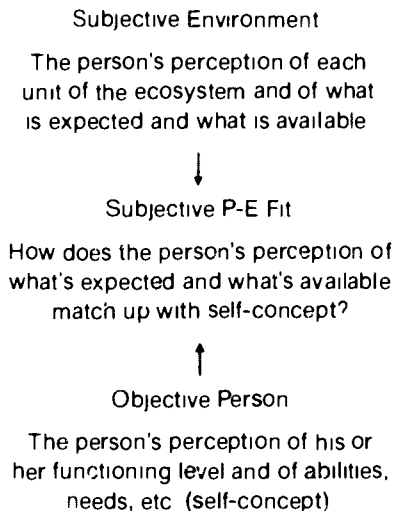 Subjective Environment
The person's perception of each
unit of the ecosystem and of what
is expected and what is available
Subjective P-E Fit
How does the person's perception of
what's expected and what's available
match up with self-concept?
Objective Person
The person's perception of his or
her functioning level and of abilities,
needs, etc (self-concept)